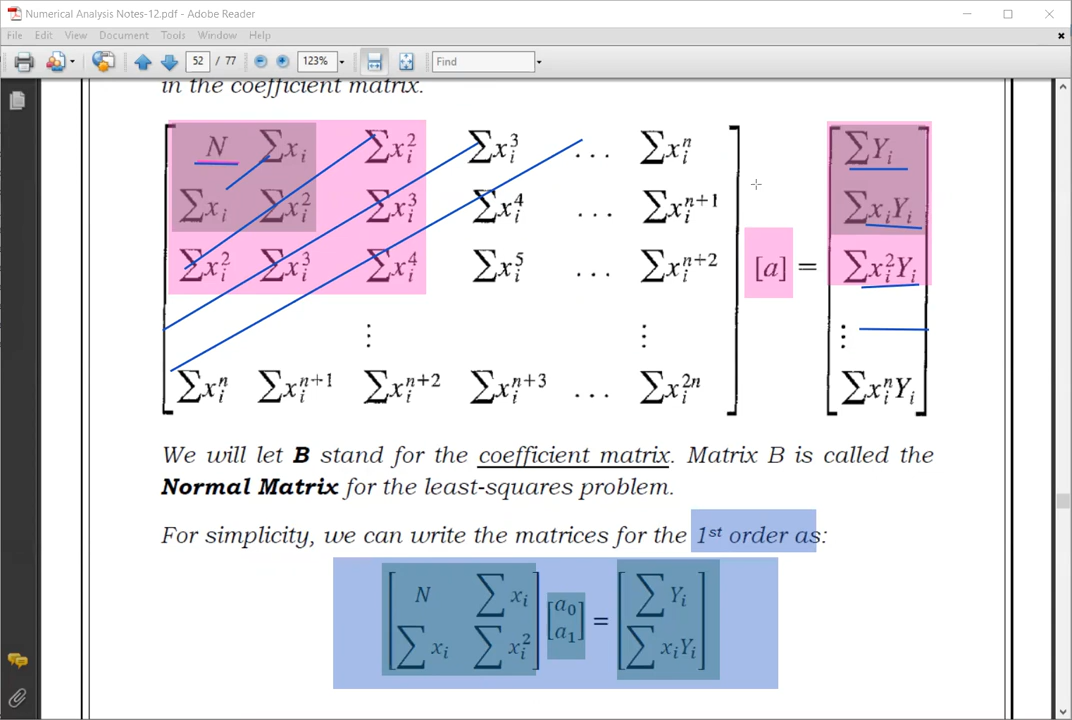 Numerical Analysis Notes-12.pdf - Adobe Reader
File Edit View Document Tools Window Help
52 / 77 123% Find
in the coefficient matrix.
N ∑xᵢ ∑xᵢ² ∑xᵢ³ ... ∑xᵢⁿ ∑Yᵢ
∑xᵢ ∑xᵢ² ∑xᵢ³ ∑xᵢ⁴ ... ∑xᵢⁿ⁺¹ ∑xᵢYᵢ
∑xᵢ² ∑xᵢ³ ∑xᵢ⁴ ∑xᵢ⁵ ... ∑xᵢⁿ⁺² [a] = ∑xᵢ²Yᵢ
⋮ ⋮ ⋮
∑xᵢⁿ ∑xᵢⁿ⁺¹ ∑xᵢⁿ⁺² ∑xᵢⁿ⁺³ ... ∑xᵢ²ⁿ ∑xᵢⁿYᵢ
We will let B stand for the coefficient matrix. Matrix B is called the
Normal Matrix for the least-squares problem.
For simplicity, we can write the matrices for the 1st order as:
[N ∑xᵢ] [a₀] = [∑Yᵢ]
[∑xᵢ ∑xᵢ²] [a₁] [∑xᵢYᵢ]